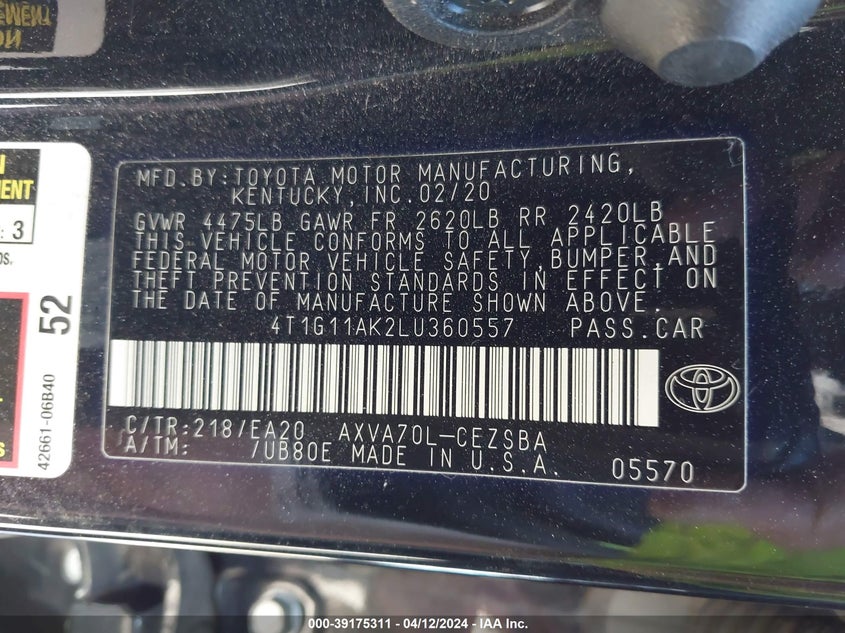 MFD.BY:TOYOTA MOTOR MANUFACTURING,
KENTUCKY,INC.02/20
GVWR 4475LB GAWR FR 2620LB RR 2420LB
THIS VEHICLE CONFORMS TO ALL APPLICABLE
FEDERAL MOTOR VEHICLE SAFETY,BUMPER,AND
THEFT PREVENTION STANDARDS IN EFFECT ON
THE DATE OF MANUFACTURE SHOWN ABOVE.
4T1G11AK2LU360557 PASS.CAR
C/TR:218/EA20 AXVA70L-CEZSBA
A/TM: /UB80E MADE IN U.S.A. 05570
3
42661-06B40
52
000-39175311 - 04/12/2024 - IAA Inc.